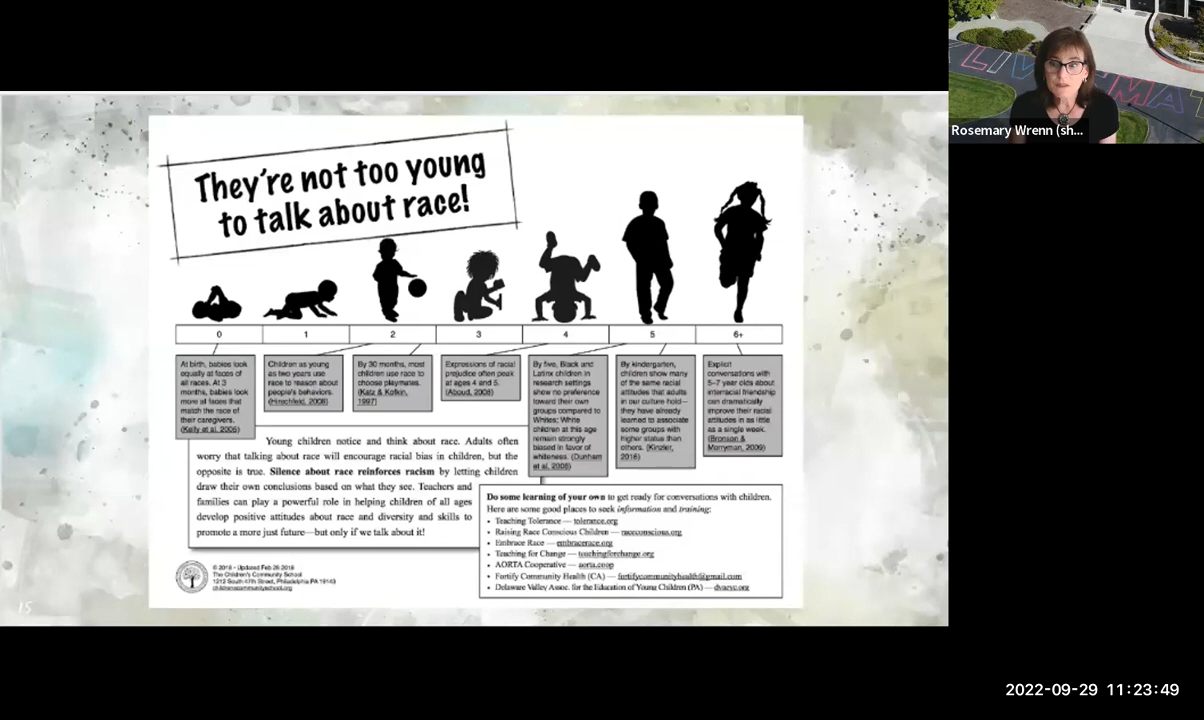 Rosemary Wrenn (sh...
They're not too young
to talk about race!
0
1
2
3
4
5
6+
At birth, babies look
equally at faces of
all races. At 3
months, babies look
more at faces that
match the race of
their caregivers.
(Kelly et al. 2005)
Children as young
as two years use
race to reason about
people's behaviors.
(Hirschfeld, 2008)
By 30 months, most
children use race to
choose playmates.
(Katz & Kofkin,
1997)
Expressions of racial
prejudice often peak
at ages 4 and 5.
(Aboud, 2008)
By five, Black and
Latinx children in
research settings
show no preference
toward their own
groups compared to
Whites; White
children at this age
remain strongly
biased in favor of
whiteness. (Dunham
et al. 2008)
By kindergarten,
children show many
of the same racial
attitudes that adults
in our culture hold—
they have already
learned to associate
some groups with
higher status than
others. (Kinzler,
2016)
Explicit
conversations with
5–7 year olds about
interracial friendship
can dramatically
improve their racial
attitudes in as little
as a single week.
(Bronson &
Merryman, 2009)
Young children notice and think about race. Adults often
worry that talking about race will encourage racial bias in children, but the
opposite is true. Silence about race reinforces racism by letting children
draw their own conclusions based on what they see. Teachers and
families can play a powerful role in helping children of all ages
develop positive attitudes about race and diversity and skills to
promote a more just future—but only if we talk about it!
Do some learning of your own to get ready for conversations with children.
Here are some good places to seek information and training:
• Teaching Tolerance — tolerance.org
• Raising Race Conscious Children — raceconscious.org
• Embrace Race — embracerace.org
• Teaching for Change — teachingforchange.org
• AORTA Cooperative — aorta.coop
• Fortify Community Health (CA) — fortifycommunityhealth@gmail.com
• Delaware Valley Assoc. for the Education of Young Children (PA) — dvaeyc.org
© 2018 • Updated Feb 26 2018
The Children's Community School
1212 South 47th Street, Philadelphia PA 19143
childrenscommunityschool.org
15
2022-09-29 11:23:49